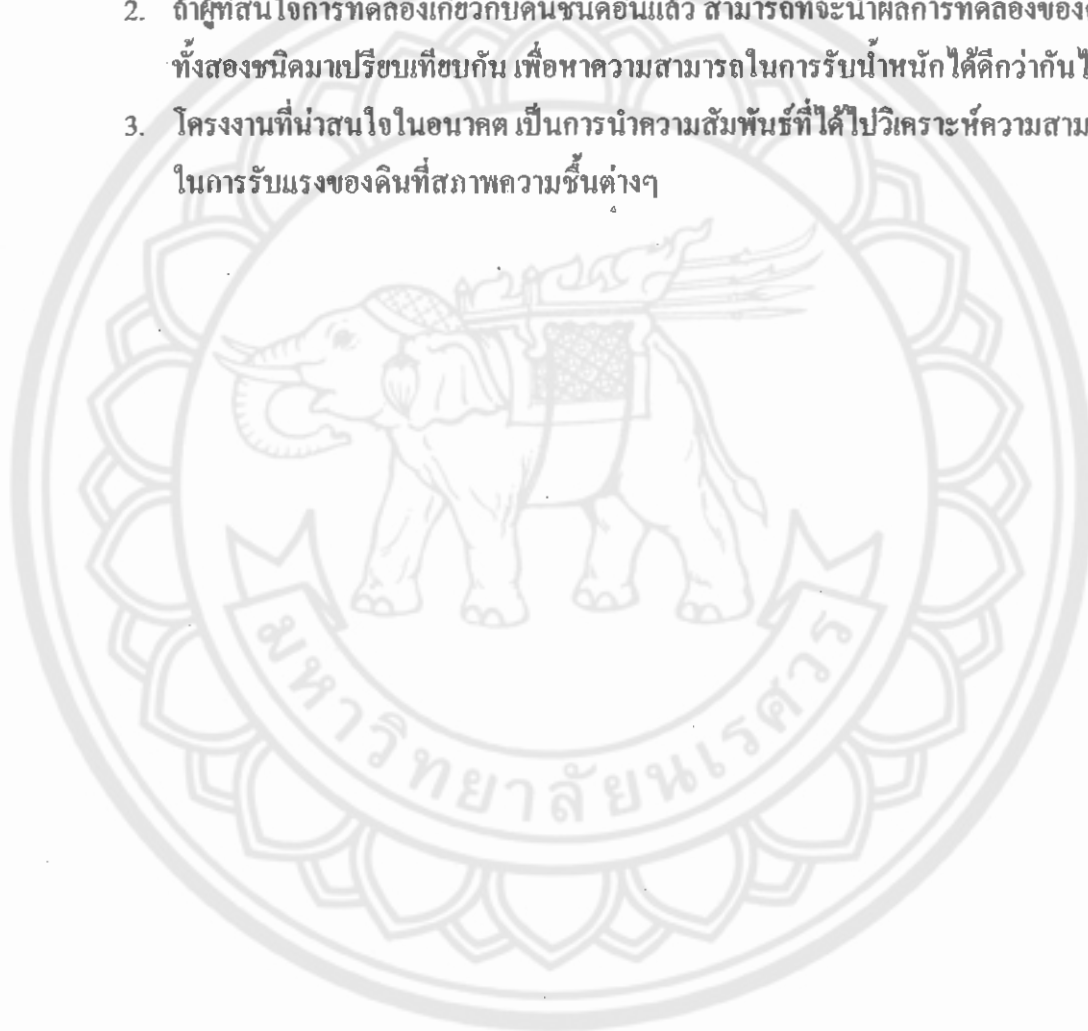 2. ถ้าผู้ที่สนใจการทดลองเกี่ยวกับดินชนิดอื่นแล้ว สามารถที่จะนำผลการทดลองของ
ทั้งสองชนิดมาเปรียบเทียบกัน เพื่อหาความสามารถในการรับน้ำหนักได้ดีกว่ากัน
3. โครงงานที่น่าสนใจในอนาคต เป็นการนำความสัมพันธ์ที่ได้ไปวิเคราะห์ความสาม
ในการรับแรงของดินที่สภาพความชื้นต่างๆ
มหาวิทยาลัยนเรศวร